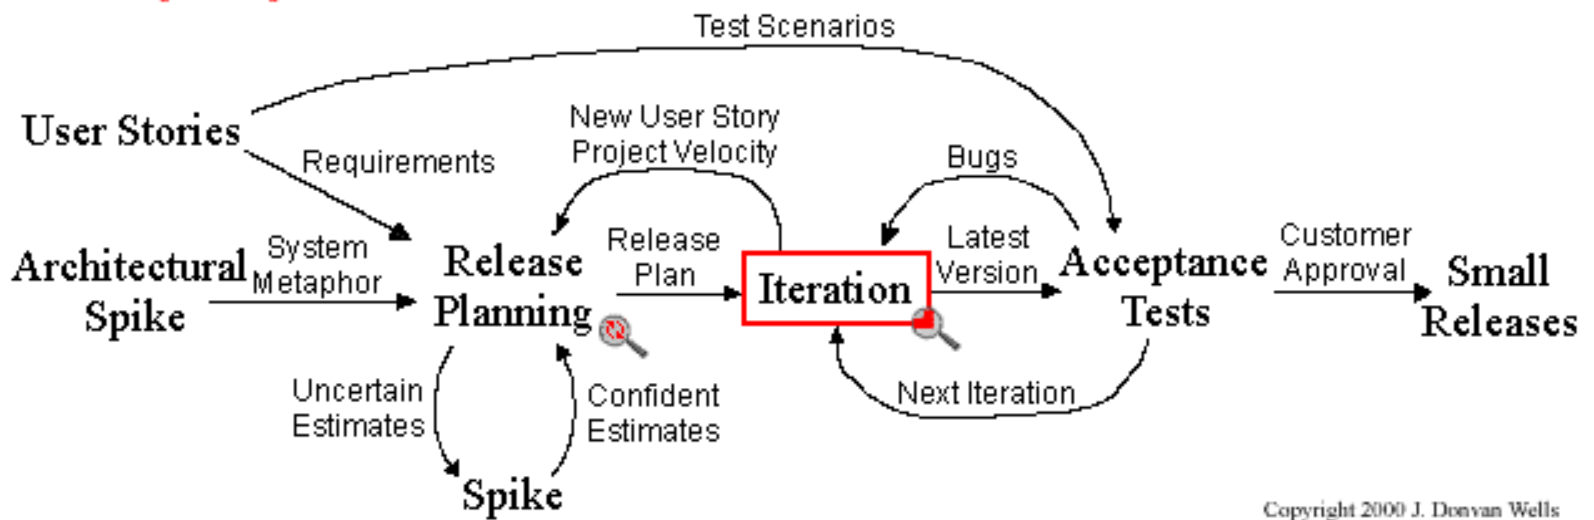 Test Scenarios
User Stories
Requirements
New User Story
Project Velocity
Bugs
Architectural
Spike
System
Metaphor
Release
Planning
Release
Plan
Iteration
Latest
Version
Acceptance
Tests
Customer
Approval
Small
Releases
Uncertain
Estimates
Confident
Estimates
Next Iteration
Spike
Copyright 2000 J. Donvan Wells